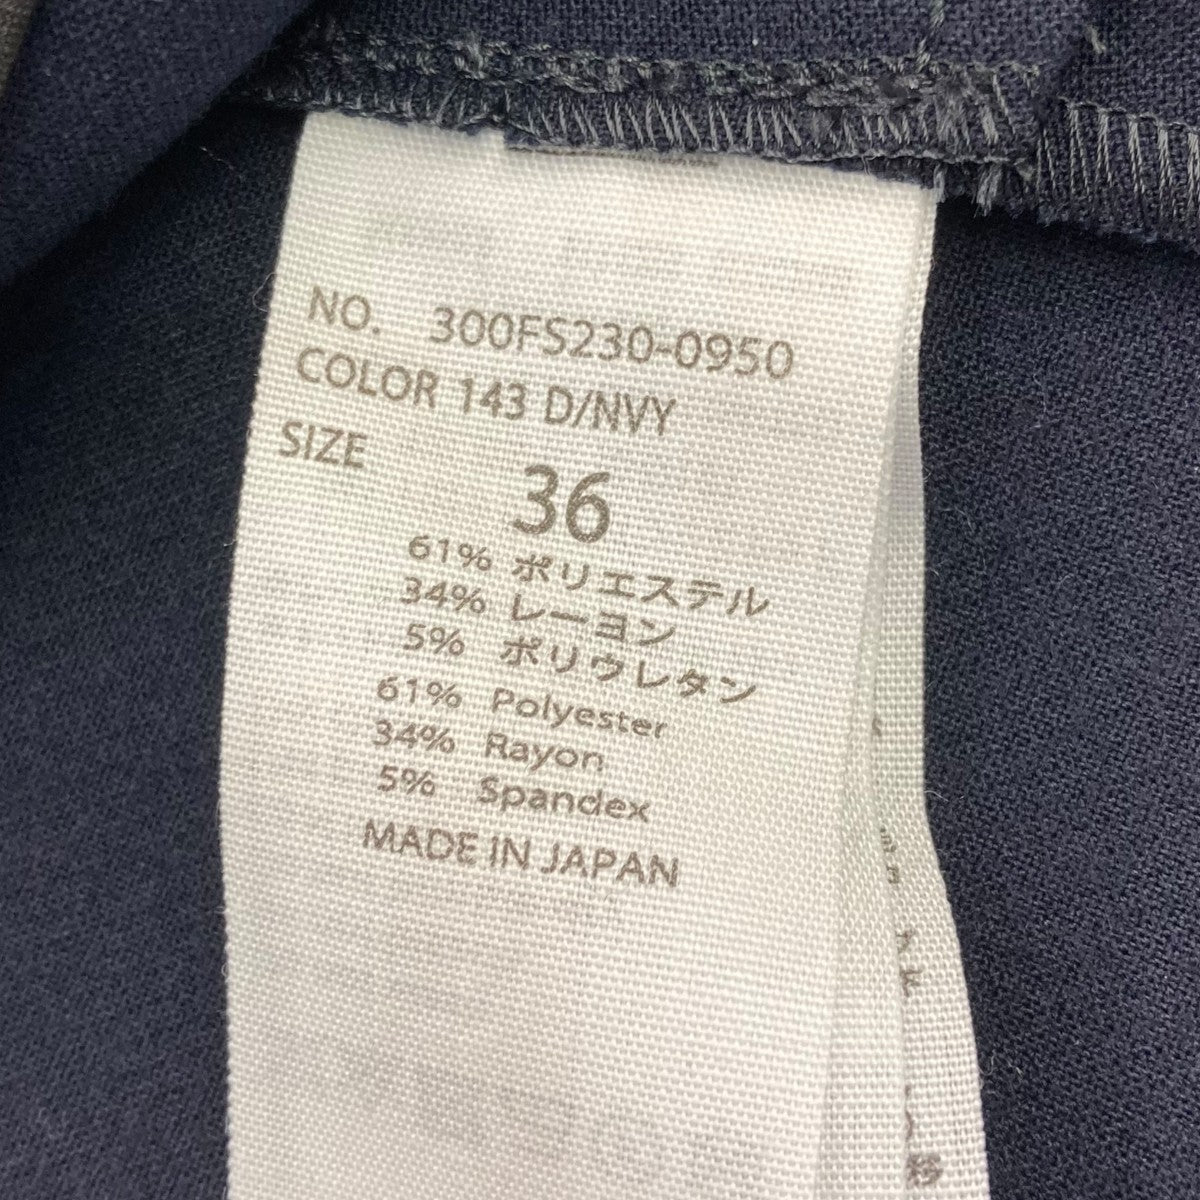 NO. 300FS230-0950
COLOR 143 D/NVY
SIZE 36
61% ポリエステル
34% レーヨン
5% ポリウレタン
61% Polyester
34% Rayon
5% Spandex
MADE IN JAPAN